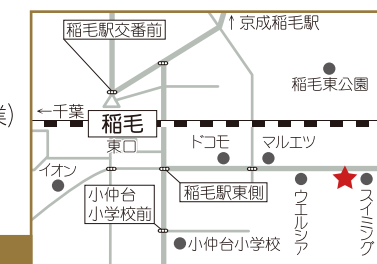 ↑京成稲毛駅
稲毛駅交番前
稲毛東公園
業)
←千葉
稲毛
東口
ドコモ
マルエツ
イオン
小仲台
小学校前
稲毛駅東側
ウエルシア
スイミング
小仲台小学校